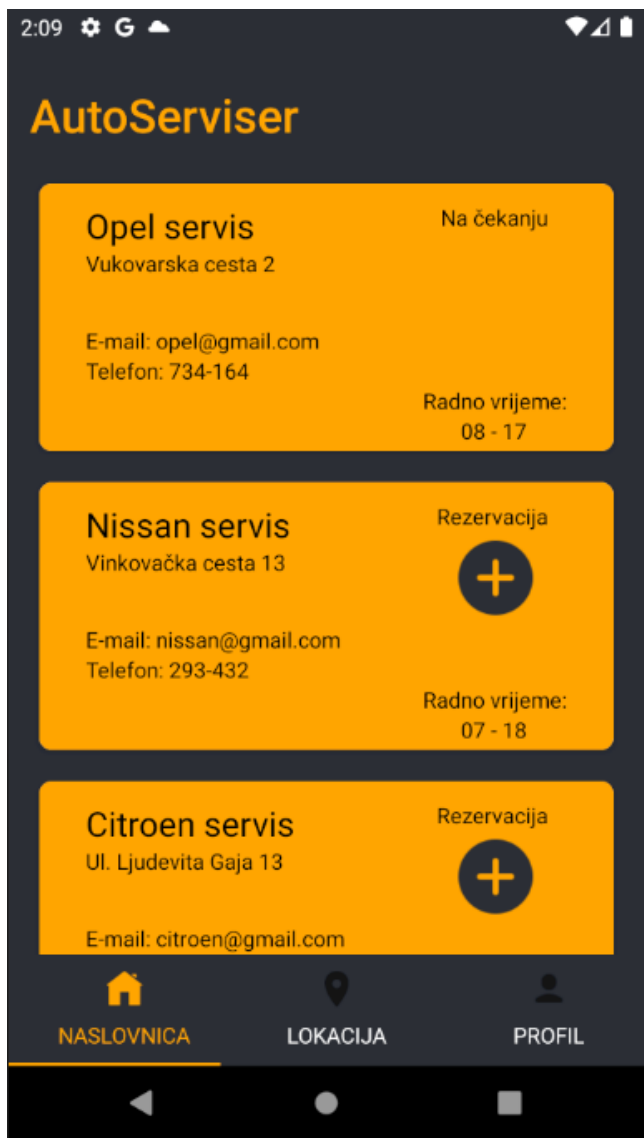 2:09 G
AutoServiser
Opel servis
Na čekanju
Vukovarska cesta 2
E-mail: opel@gmail.com
Telefon: 734-164
Radno vrijeme:
08 - 17
Nissan servis
Rezervacija
Vinkovačka cesta 13
E-mail: nissan@gmail.com
Telefon: 293-432
Radno vrijeme:
07 - 18
Citroen servis
Rezervacija
Ul. Ljudevita Gaja 13
E-mail: citroen@gmail.com
NASLOVNICA
LOKACIJA
PROFIL